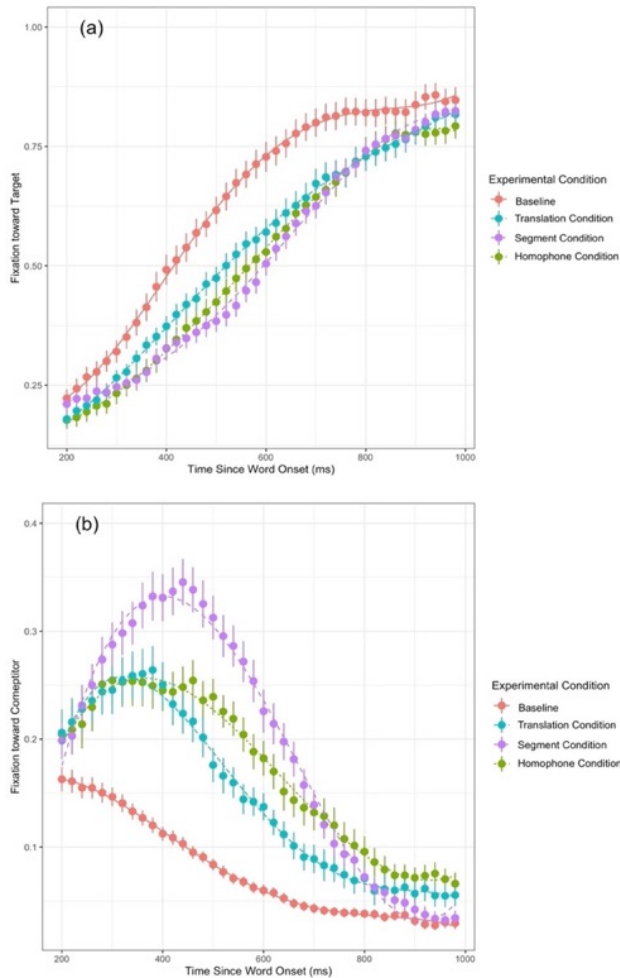 (a)
1.00
0.75
0.50
0.25
Fixation toward Target
200 400 600 800 1000
Time Since Word Onset (ms)
Experimental Condition
Baseline
Translation Condition
Segment Condition
Homophone Condition
(b)
0.4
0.3
0.2
0.1
Fixation toward Comeptitor
200 400 600 800 1000
Time Since Word Onset (ms)
Experimental Condition
Baseline
Translation Condition
Segment Condition
Homophone Condition